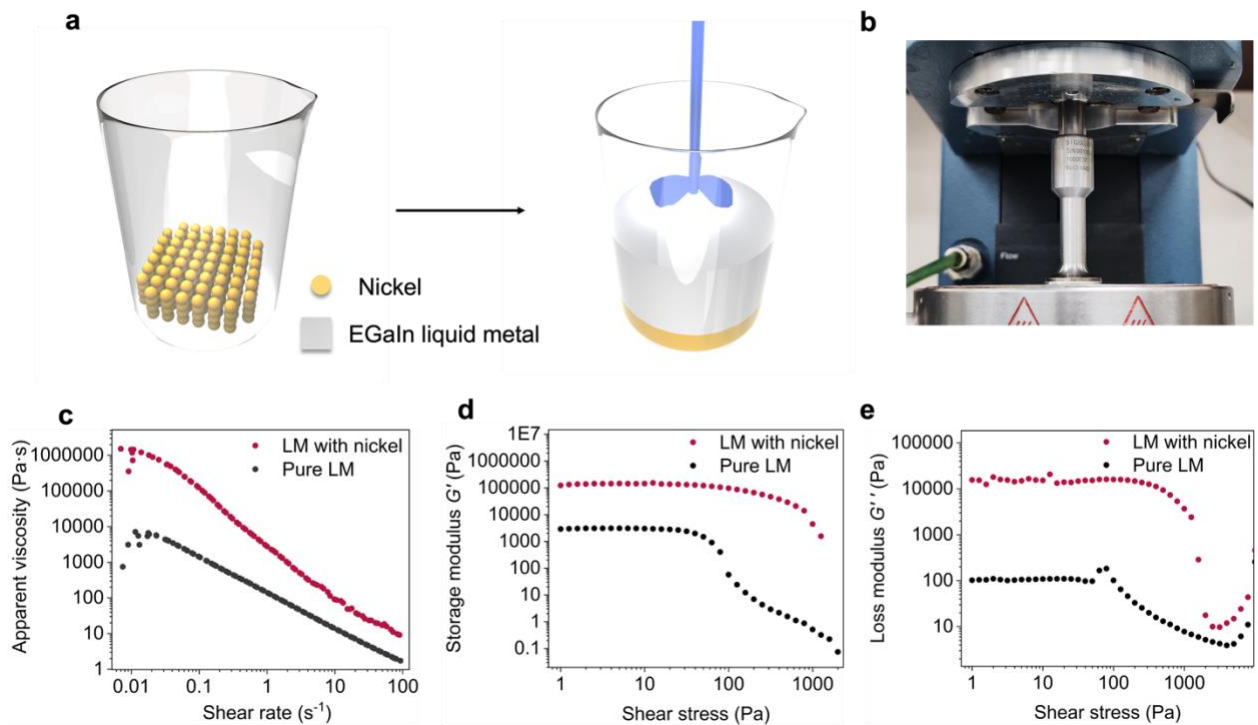 a
Nickel
EGaIn liquid metal
b
Flow
c
Apparent viscosity (Pa·s)
1000000
100000
10000
1000
100
10
1
LM with nickel
Pure LM
0.01 0.1 1 10 100
Shear rate (s⁻¹)
d
Storage modulus G′ (Pa)
1E7
1000000
100000
10000
1000
100
10
1
0.1
LM with nickel
Pure LM
1 10 100 1000
Shear stress (Pa)
e
Loss modulus G′ ′ (Pa)
100000
10000
1000
100
10
LM with nickel
Pure LM
1 10 100 1000
Shear stress (Pa)